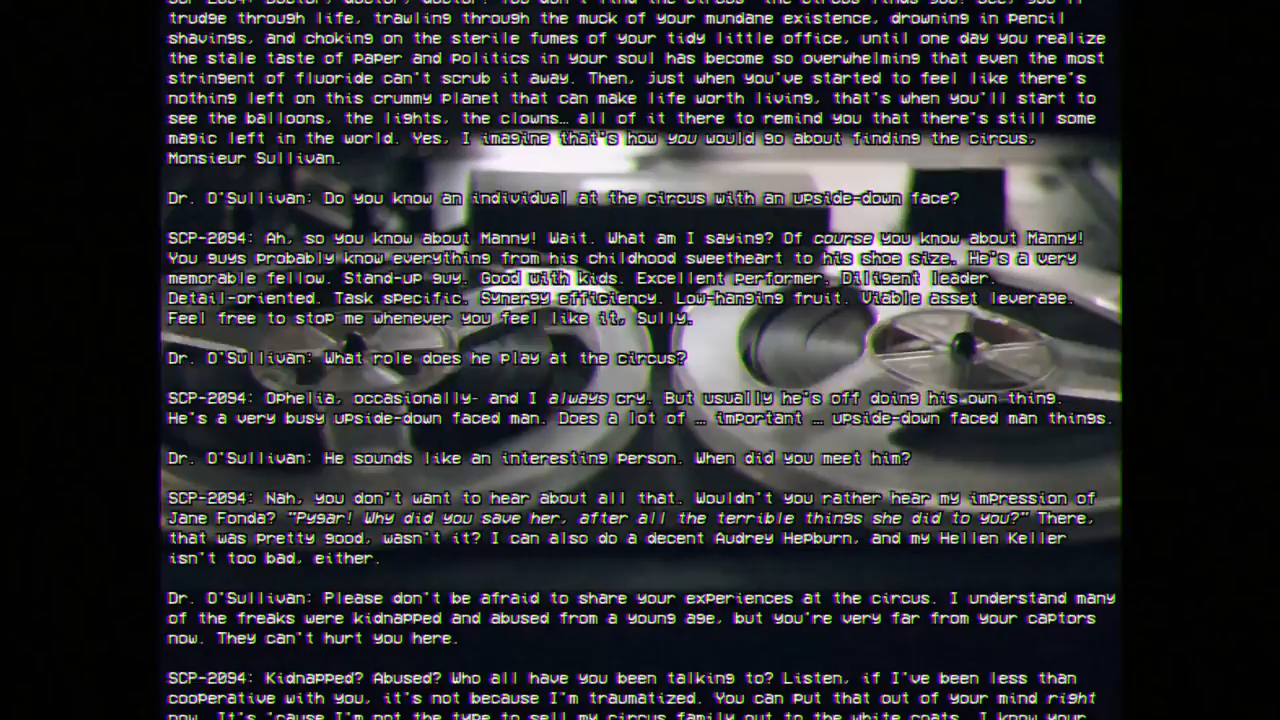 SCP-2094: Doctor, doctor, doctor! You don't find the circus- the circus finds you! See, you'll
trudge through life, trawling through the muck of your mundane existence, drowning in pencil
shavings, and choking on the sterile fumes of your tidy little office, until one day you realize
the stale taste of paper and politics in your soul has become so overwhelming that even the most
stringent of fluoride can't scrub it away. Then, just when you've started to feel like there's
nothing left on this crummy planet that can make life worth living, that's when you'll start to
see the balloons, the lights, the clowns… all of it there to remind you that there's still some
magic left in the world. Yes, I imagine that's how you would go about finding the circus,
Monsieur Sullivan.
Dr. O'Sullivan: Do you know an individual at the circus with an upside-down face?
SCP-2094: Ah, so you know about Manny! Wait. What am I saying? Of course you know about Manny!
You guys probably know everything from his childhood sweetheart to his shoe size. He's a very
memorable fellow. Stand-up guy. Good with kids. Excellent performer. Diligent leader.
Detail-oriented. Task specific. Synergy efficiency. Low-hanging fruit. Viable asset leverage.
Feel free to stop me whenever you feel like it, Sully.
Dr. O'Sullivan: What role does he play at the circus?
SCP-2094: Ophelia, occasionally- and I always cry. But usually he's off doing his own thing.
He's a very busy upside-down faced man. Does a lot of … important … upside-down faced man things.
Dr. O'Sullivan: He sounds like an interesting person. When did you meet him?
SCP-2094: Nah, you don't want to hear about all that. Wouldn't you rather hear my impression of
Jane Fonda? "Pygar! Why did you save her, after all the terrible things she did to you?" There,
that was pretty good, wasn't it? I can also do a decent Audrey Hepburn, and my Hellen Keller
isn't too bad, either.
Dr. O'Sullivan: Please don't be afraid to share your experiences at the circus. I understand many
of the freaks were kidnapped and abused from a young age, but you're very far from your captors
now. They can't hurt you here.
SCP-2094: Kidnapped? Abused? Who all have you been talking to? Listen, if I've been less than
cooperative with you, it's not because I'm traumatized. You can put that out of your mind right
now. It's 'cause I'm not the type to sell my circus family out to the white coats. I know your